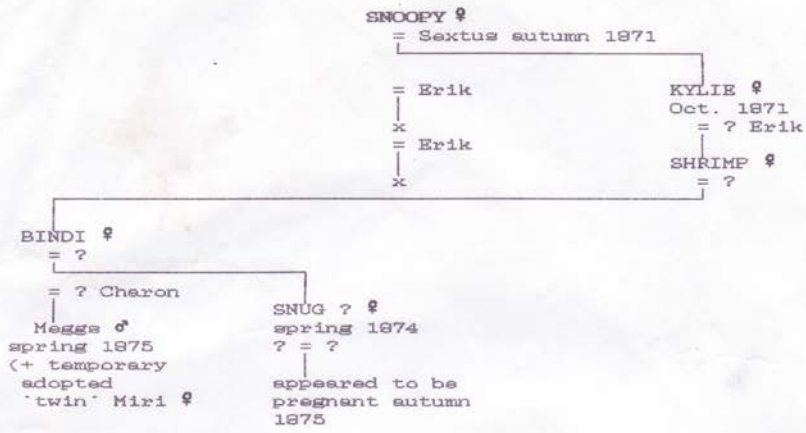 SNOOPY ♀
= Sextus autumn 1871
= Erik
KYLIE ♀
Oct. 1871
x
= ? Erik
= Erik
SHRIMP ♀
x
= ?
BINDI ♀
= ?
= ? Charon
SNUG ? ♀
Maggs ♂
spring 1874
spring 1875
? = ?
(+ temporary
adopted
appeared to be
'twin' Miri ♀
pregnant autumn
1875